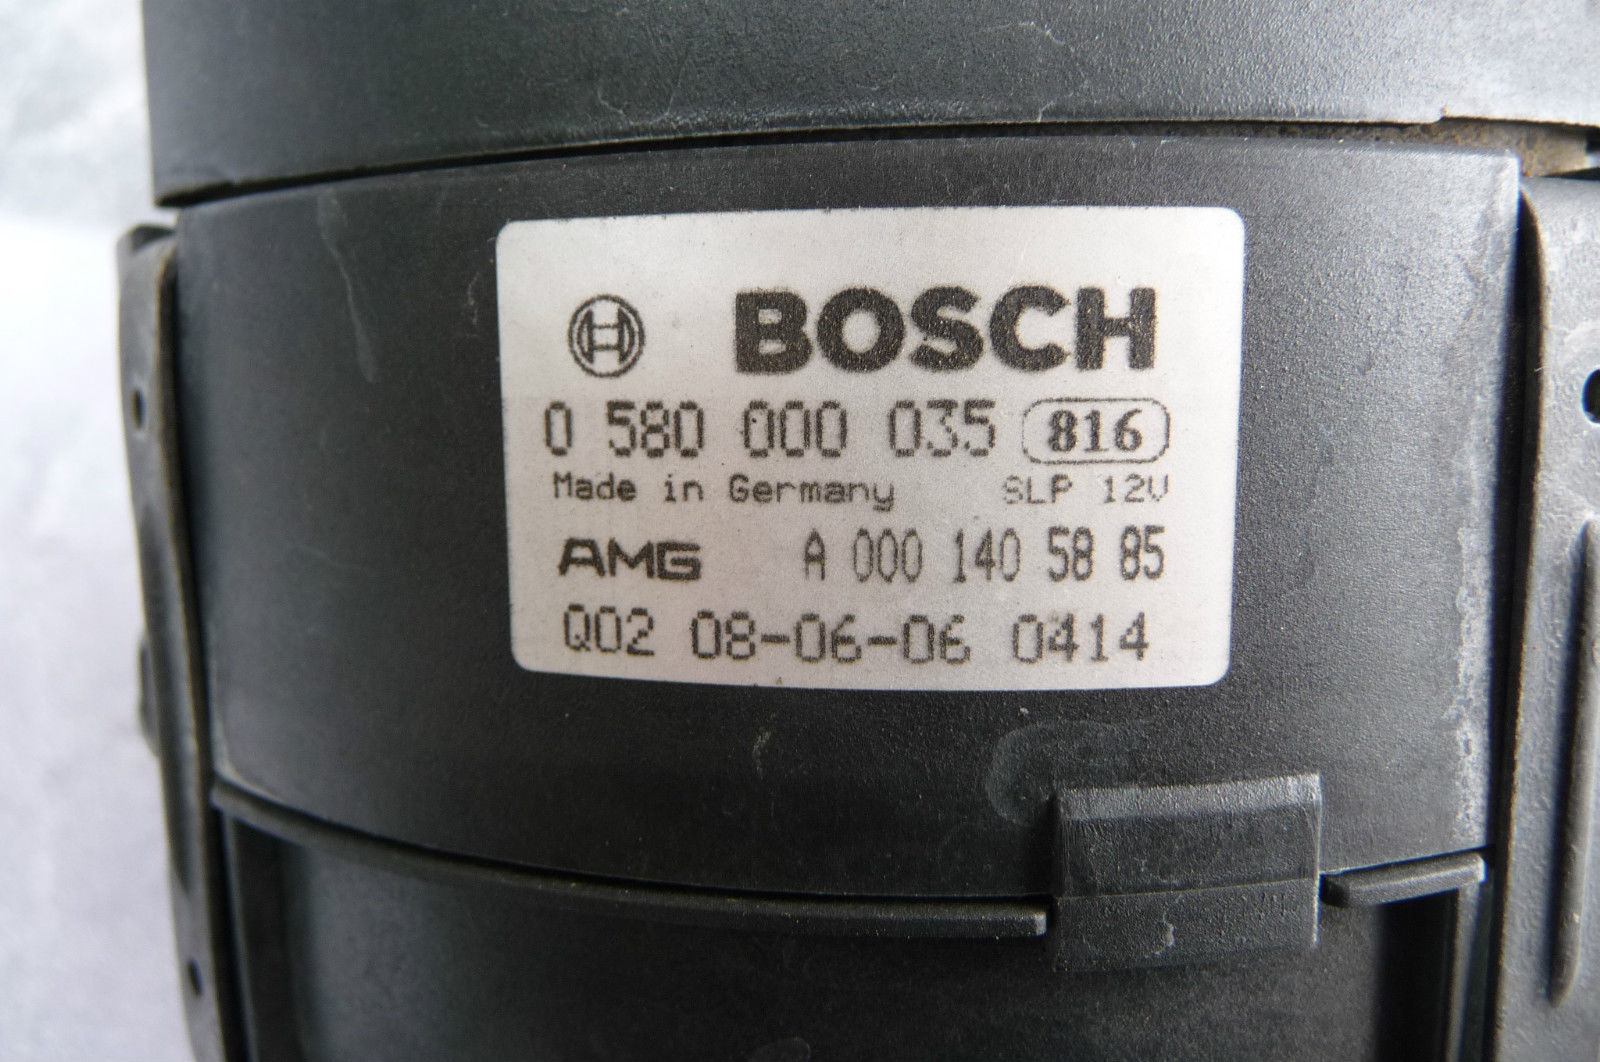 BOSCH
0 580 000 035 816
Made in Germany SLP 12V
AMG A 000 140 58 85
Q02 08-06-06 0414